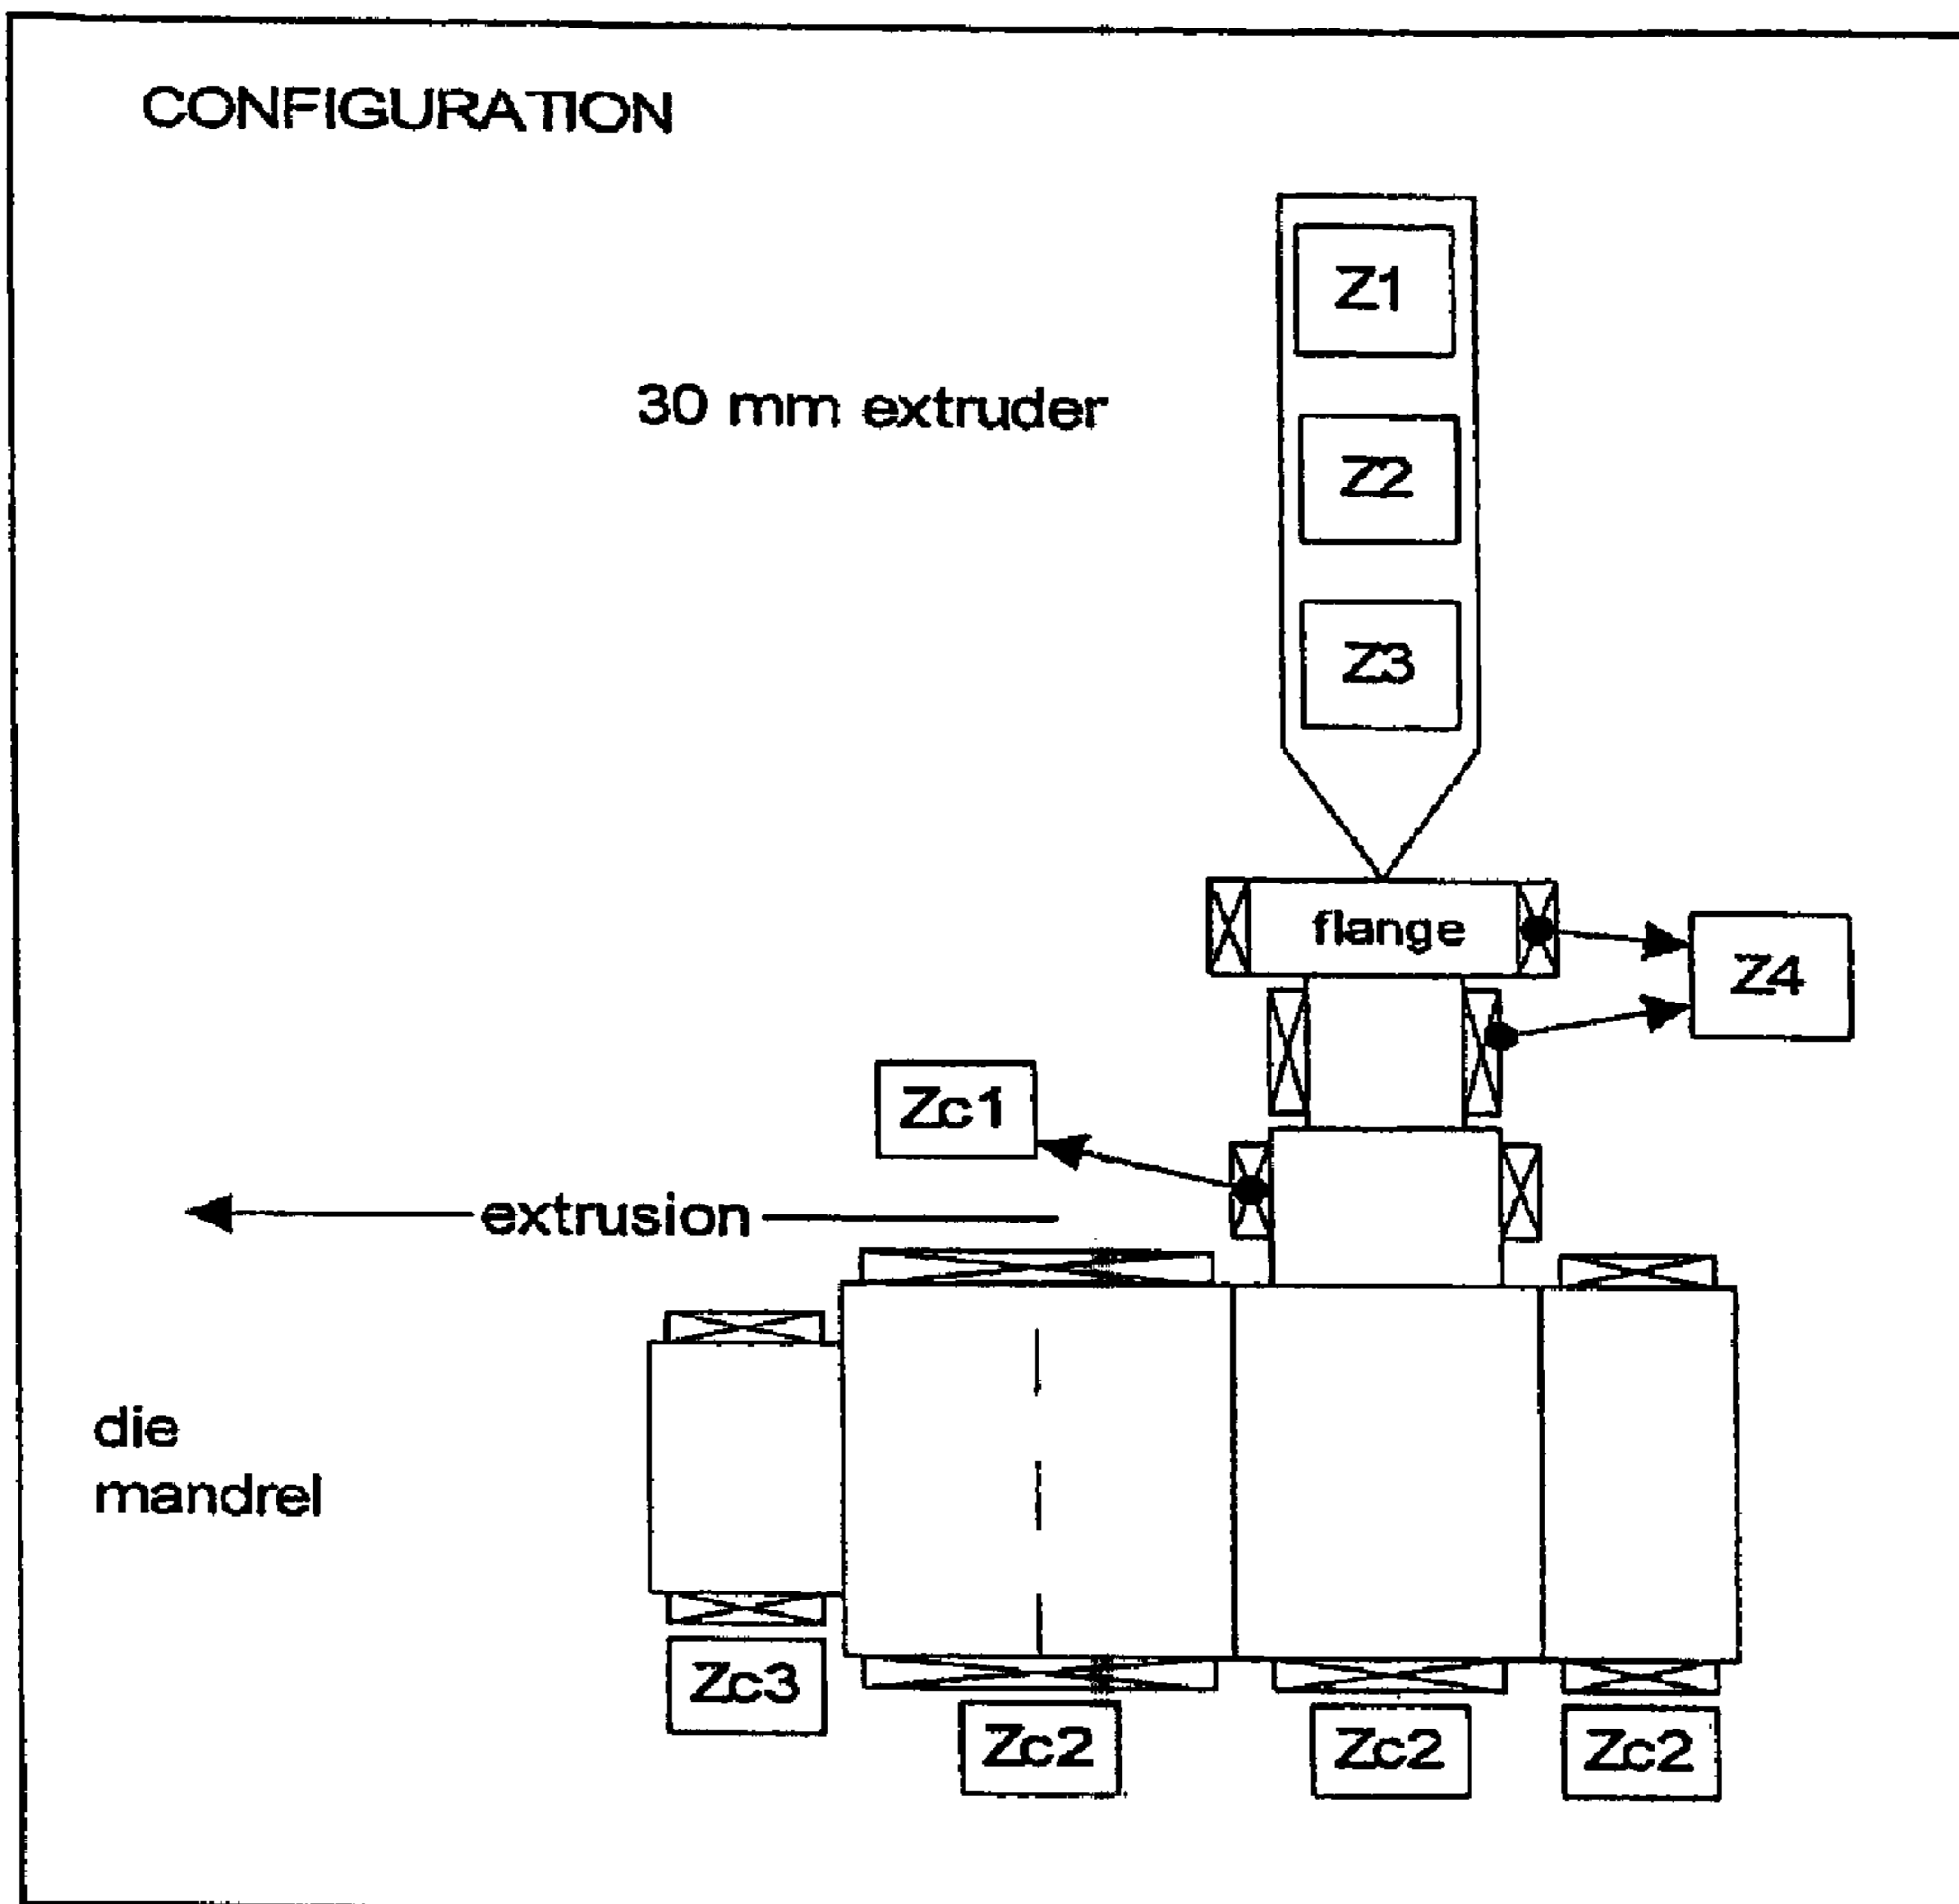 CONFIGURATION
Z1
30 mm extruder
Z2
Z3
flange
Z4
Zc1
extrusion
die
mandrel
Zc3
Zc2
Zc2
Zc2